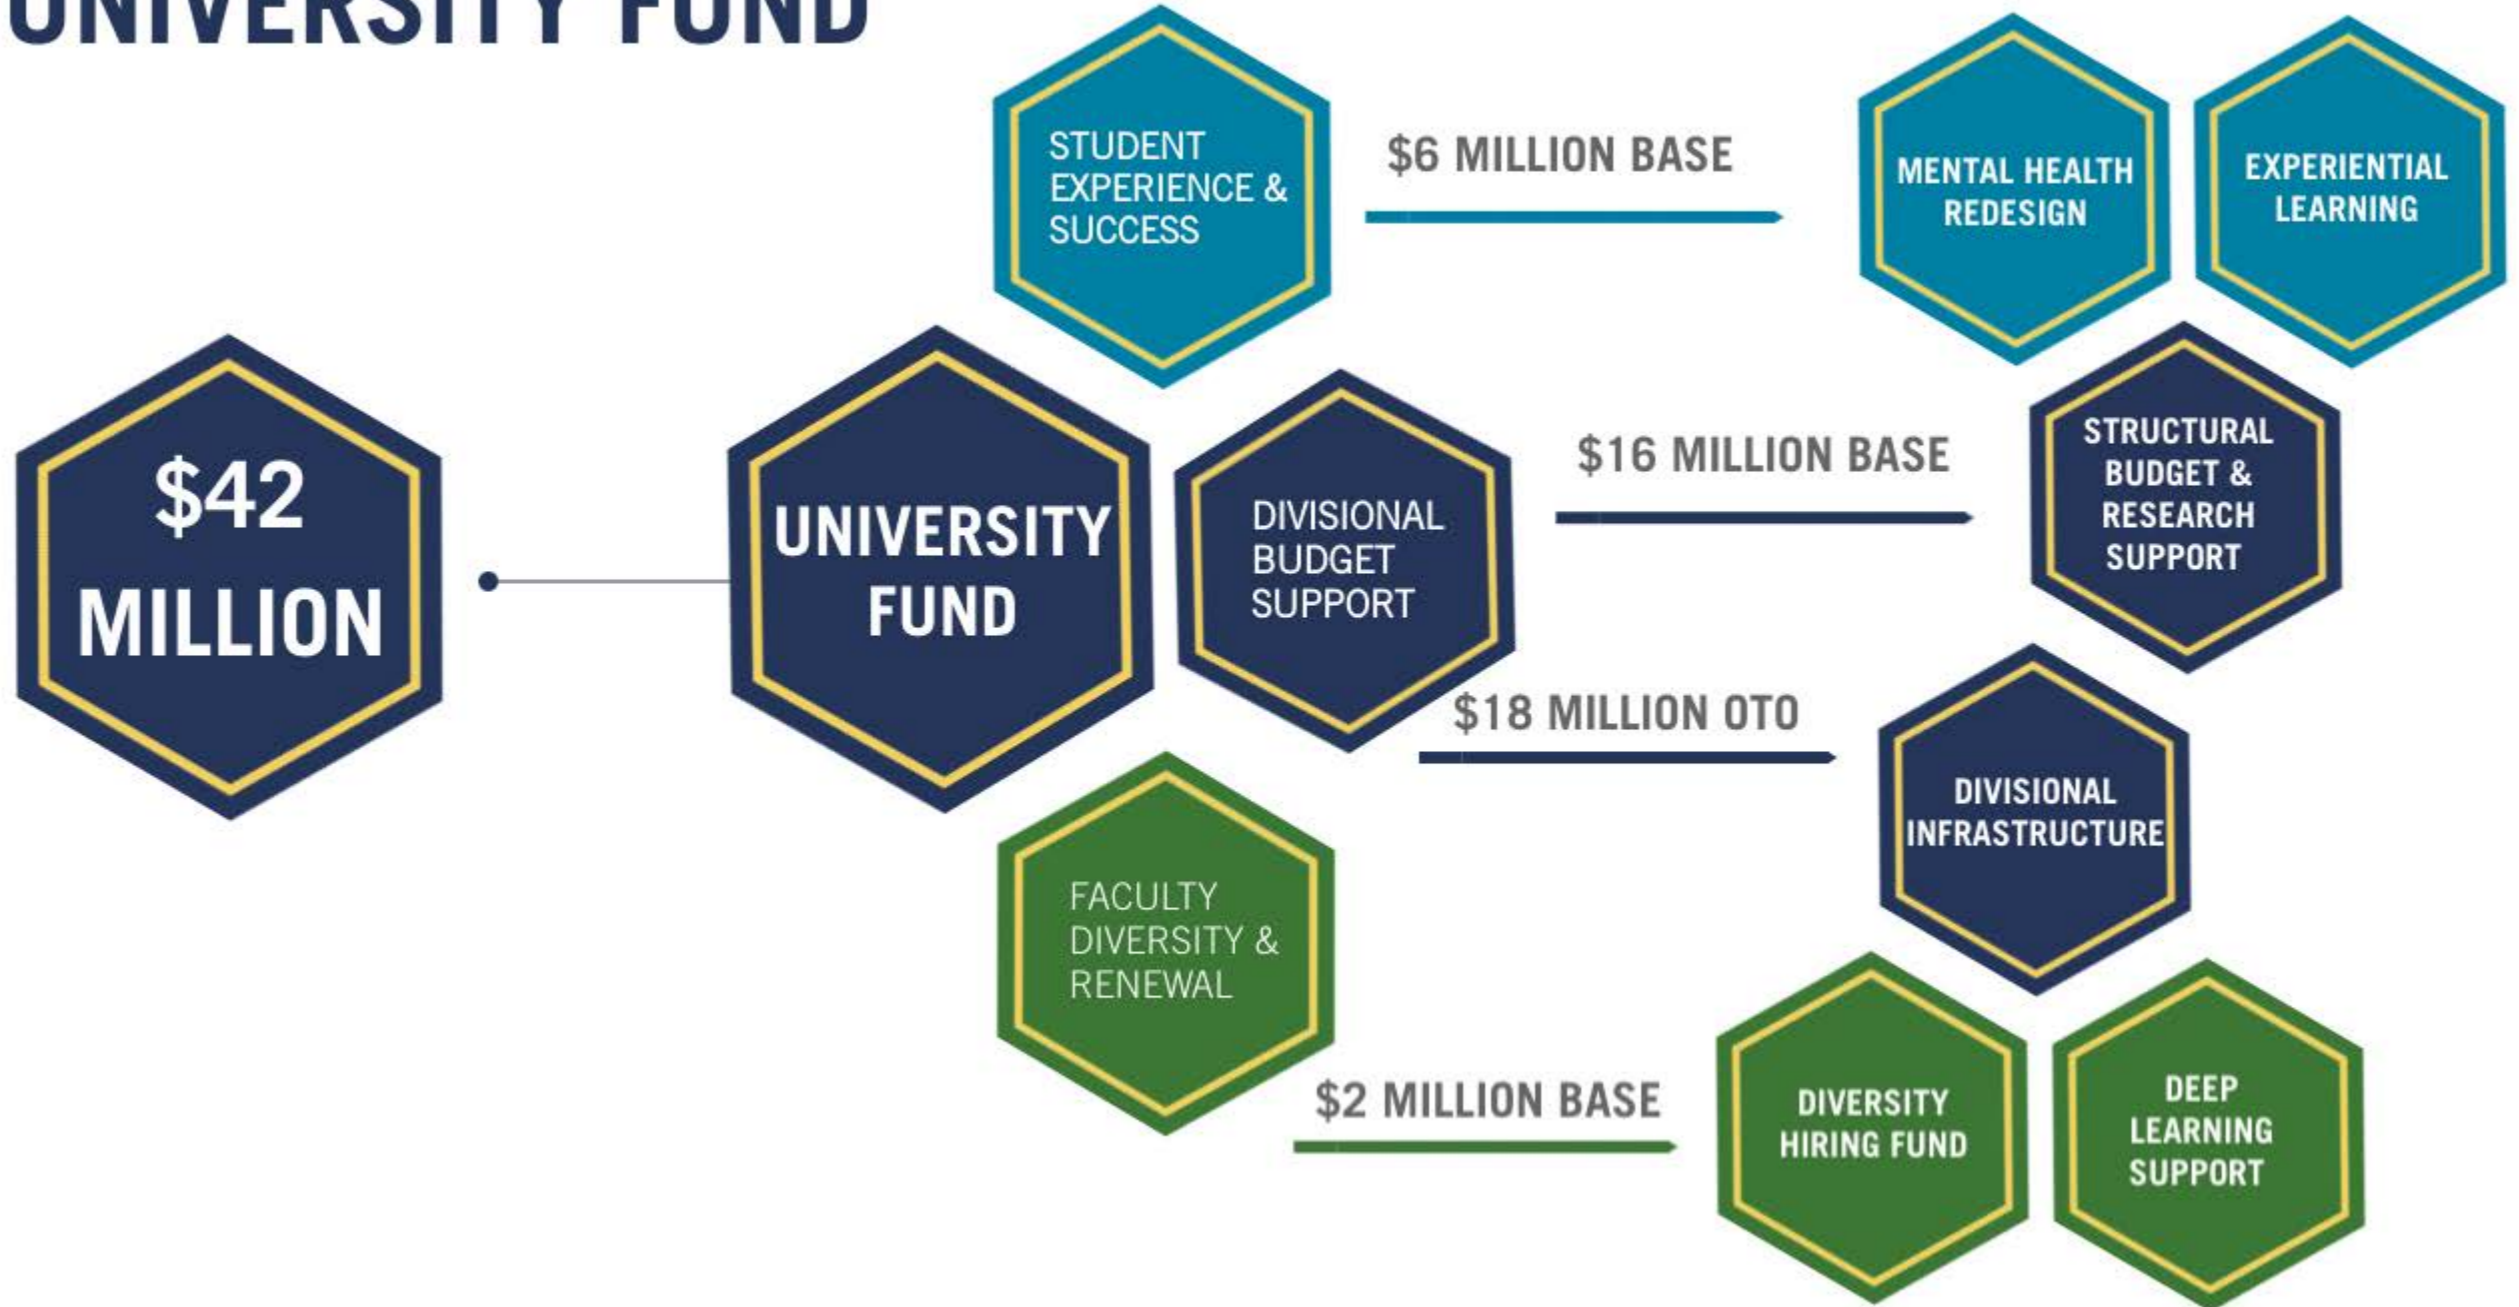 UNIVERSITY FUND
STUDENT
EXPERIENCE &
SUCCESS
$6 MILLION BASE
MENTAL HEALTH
REDESIGN
EXPERIENTIAL
LEARNING
$42
MILLION
UNIVERSITY
FUND
DIVISIONAL
BUDGET
SUPPORT
$16 MILLION BASE
STRUCTURAL
BUDGET &
RESEARCH
SUPPORT
$18 MILLION OTO
DIVISIONAL
INFRASTRUCTURE
FACULTY
DIVERSITY &
RENEWAL
$2 MILLION BASE
DIVERSITY
HIRING FUND
DEEP
LEARNING
SUPPORT